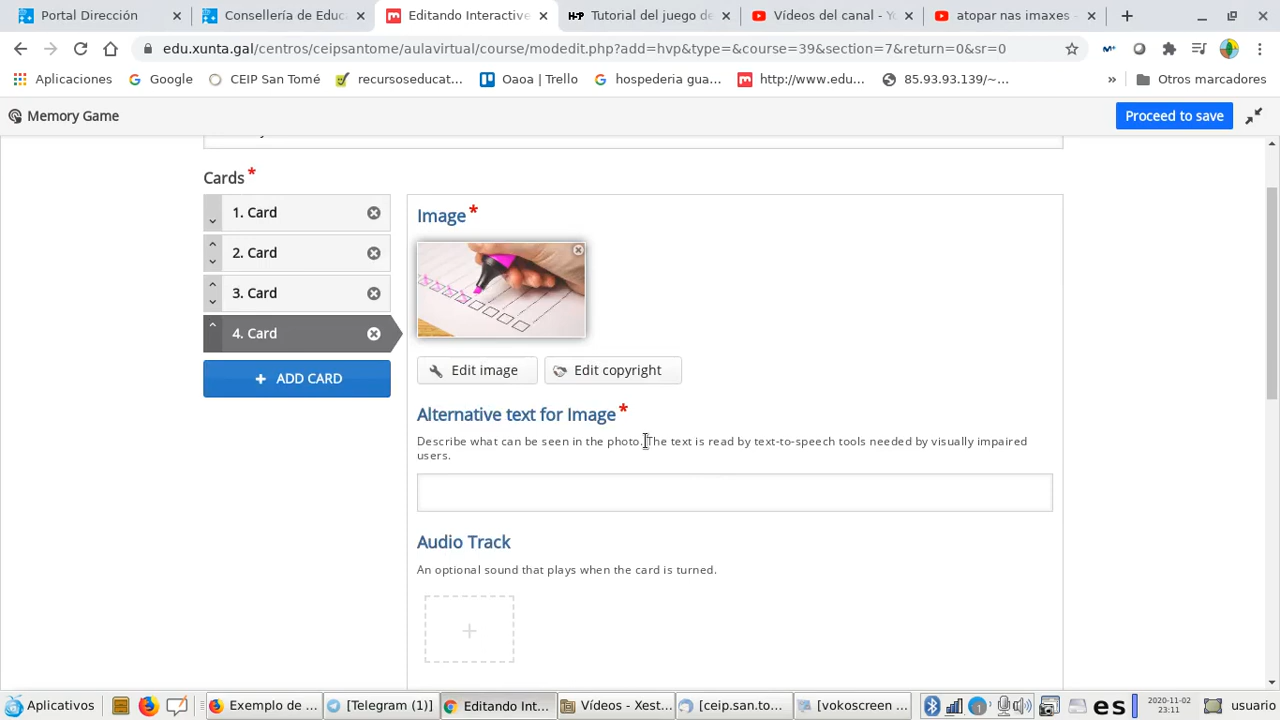 Portal Dirección
Consellería de Educ
Editando Interactive
Tutorial del juego de
Vídeos del canal - Yo
atopar nas imaxes -
edu.xunta.gal/centros/ceipsantome/aulavirtual/course/modedit.php?add=hvp&type=&course=39&section=7&return=0&sr=0
Aplicaciones
Google
CEIP San Tomé
recursoseducat...
Oaoa | Trello
hospederia gua...
http://www.edu...
85.93.93.139/~...
»
Otros marcadores
Memory Game
Proceed to save
Cards *
1. Card
2. Card
3. Card
4. Card
+ ADD CARD
Image *
Edit image
Edit copyright
Alternative text for Image *
Describe what can be seen in the photo. The text is read by text-to-speech tools needed by visually impaired
users.
Audio Track
An optional sound that plays when the card is turned.
+
Aplicativos
Exemplo de ...
[Telegram (1)]
Editando Int...
Vídeos - Xest...
[ceip.san.to...
[vokoscreen ...
es
2020-11-02
23:11
usuario